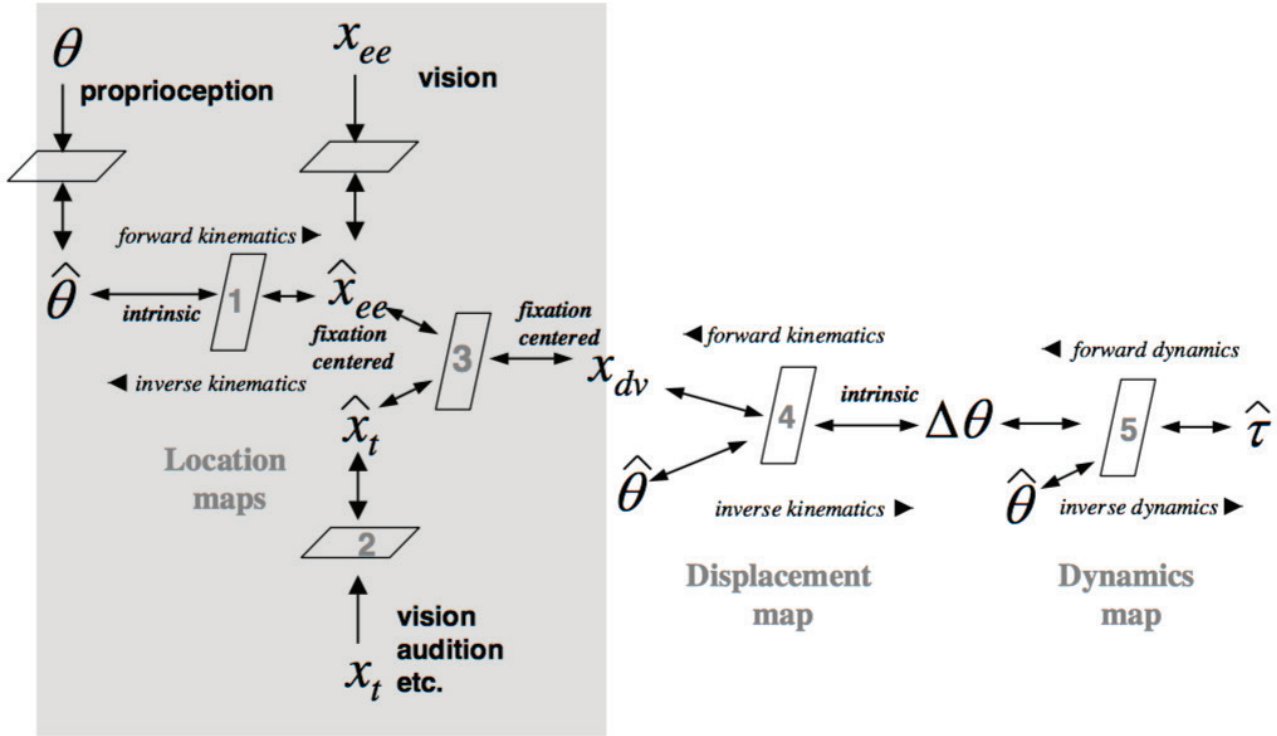 θ
x_ee
proprioception
vision
forward kinematics ▶
θ̂
intrinsic
1
x̂_ee
fixation
centered
◀ inverse kinematics
3
fixation
centered
x_dv
x̂_t
Location
maps
2
vision
audition
etc.
x_t
◀ forward kinematics
4
intrinsic
Δθ
θ̂
inverse kinematics ▶
Displacement
map
◀ forward dynamics
5
τ̂
θ̂
inverse dynamics ▶
Dynamics
map